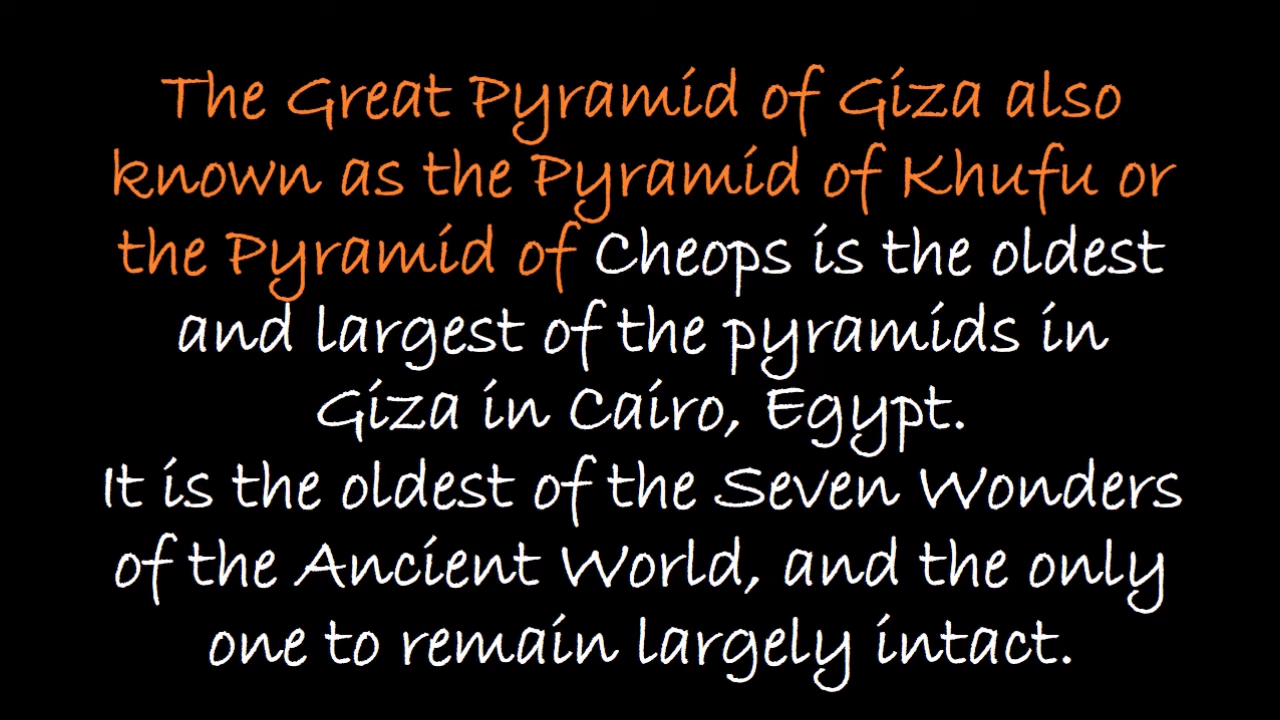 The Great Pyramid of Giza also
known as the Pyramid of Khufu or
the Pyramid of Cheops is the oldest
and largest of the pyramids in
Giza in Cairo, Egypt.
It is the oldest of the Seven Wonders
of the Ancient World, and the only
one to remain largely intact.